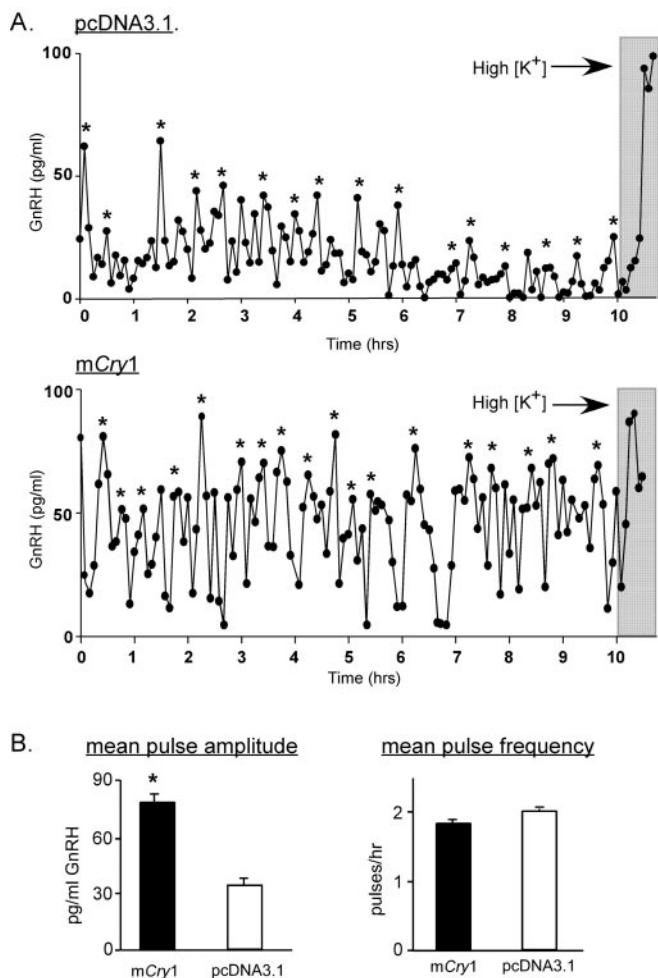 A.
pcDNA3.1.
100
50
0
GnRH (pg/ml)
High [K+]
* * * * * * * * * * * * * * * *
0 1 2 3 4 5 6 7 8 9 10
Time (hrs)
mCry1
100
50
0
GnRH (pg/ml)
High [K+]
* * * * * * * * * * * * * * * * *
0 1 2 3 4 5 6 7 8 9 10
Time (hrs)
B.
mean pulse amplitude
90
60
30
0
pg/ml GnRH
*
mCry1 pcDNA3.1
mean pulse frequency
2
1
0
pulses/hr
mCry1 pcDNA3.1